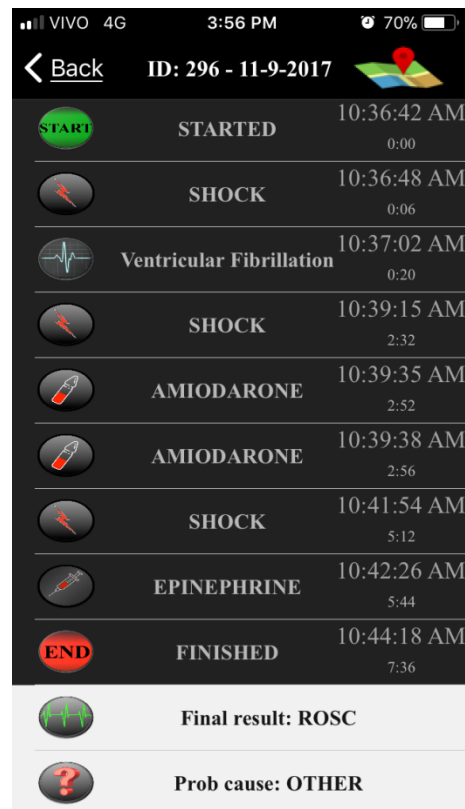 VIVO 4G 3:56 PM 70%
Back ID: 296 - 11-9-2017
START STARTED 10:36:42 AM
0:00
SHOCK 10:36:48 AM
0:06
Ventricular Fibrillation 10:37:02 AM
0:20
SHOCK 10:39:15 AM
2:32
AMIODARONE 10:39:35 AM
2:52
AMIODARONE 10:39:38 AM
2:56
SHOCK 10:41:54 AM
5:12
EPINEPHRINE 10:42:26 AM
5:44
END FINISHED 10:44:18 AM
7:36
Final result: ROSC
? Prob cause: OTHER